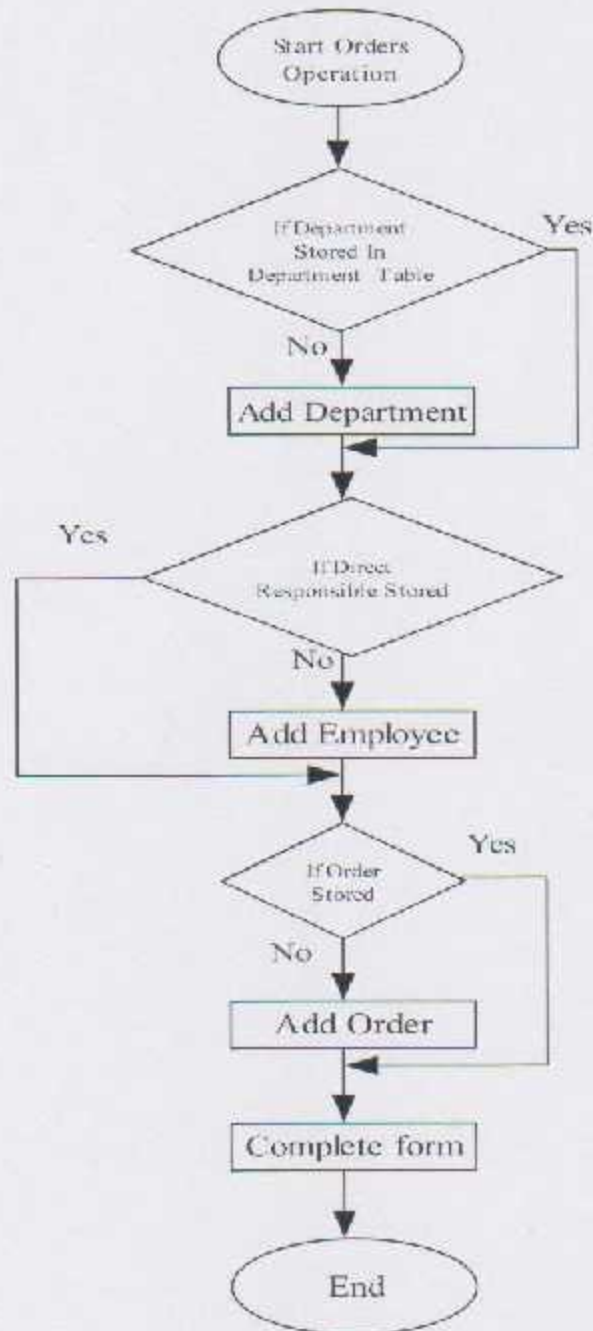 Start Orders
Operation
If Department
Stored In
Department Table
Yes
No
Add Department
Yes
If Direct
Responsible Stored
No
Add Employee
If Order
Stored
Yes
No
Add Order
Complete form
End